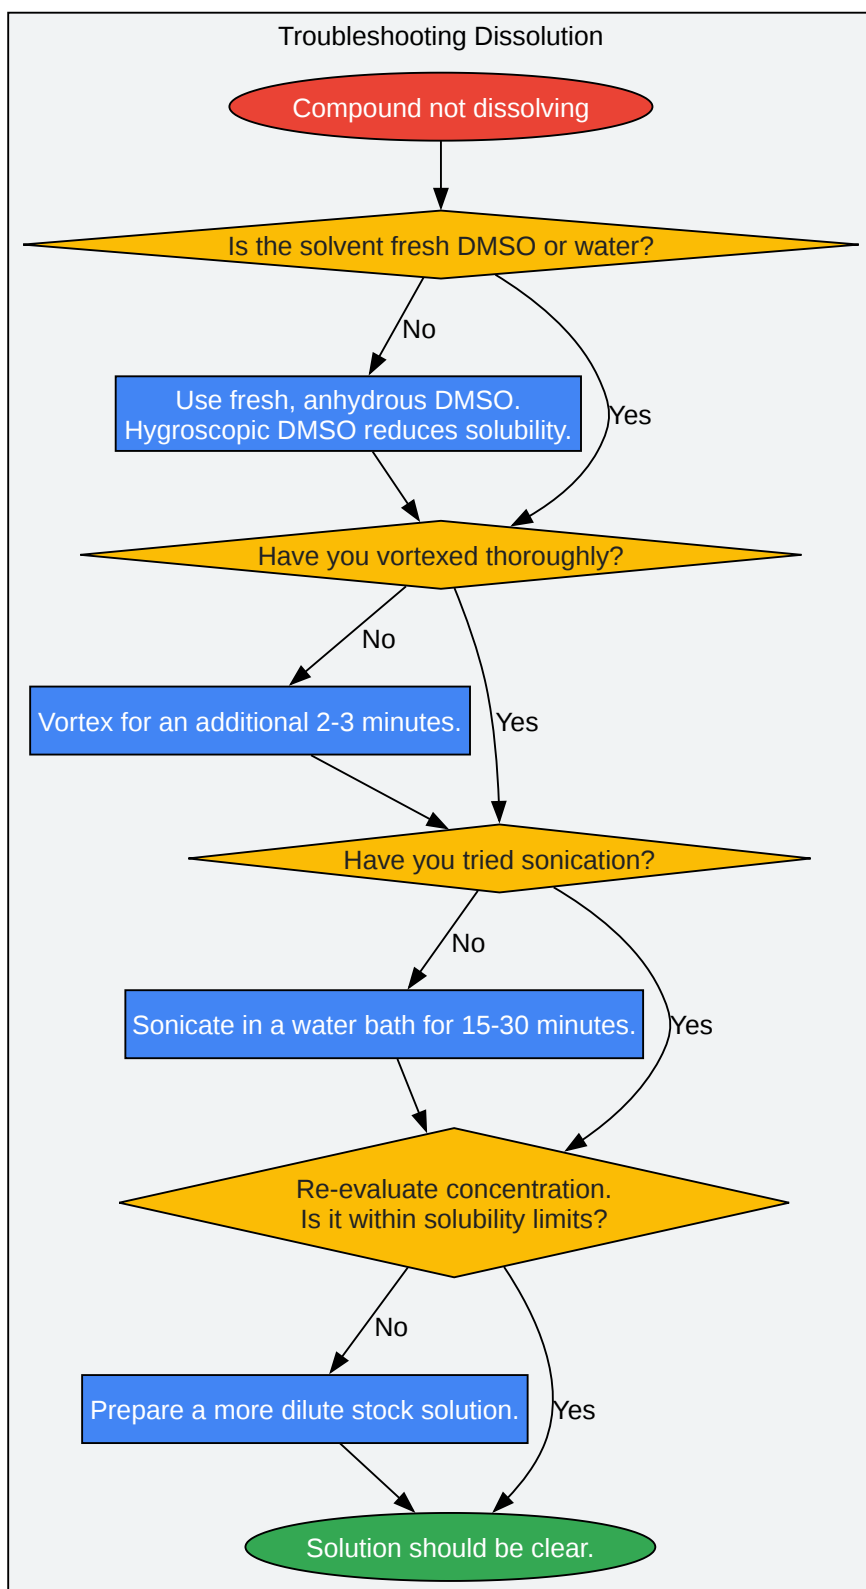 Troubleshooting Dissolution
Compound not dissolving
Is the solvent fresh DMSO or water?
No
Use fresh, anhydrous DMSO.
Hygroscopic DMSO reduces solubility.
Yes
Have you vortexed thoroughly?
No
Vortex for an additional 2-3 minutes.
Yes
Have you tried sonication?
No
Sonicate in a water bath for 15-30 minutes.
Yes
Re-evaluate concentration.
Is it within solubility limits?
No
Prepare a more dilute stock solution.
Yes
Solution should be clear.